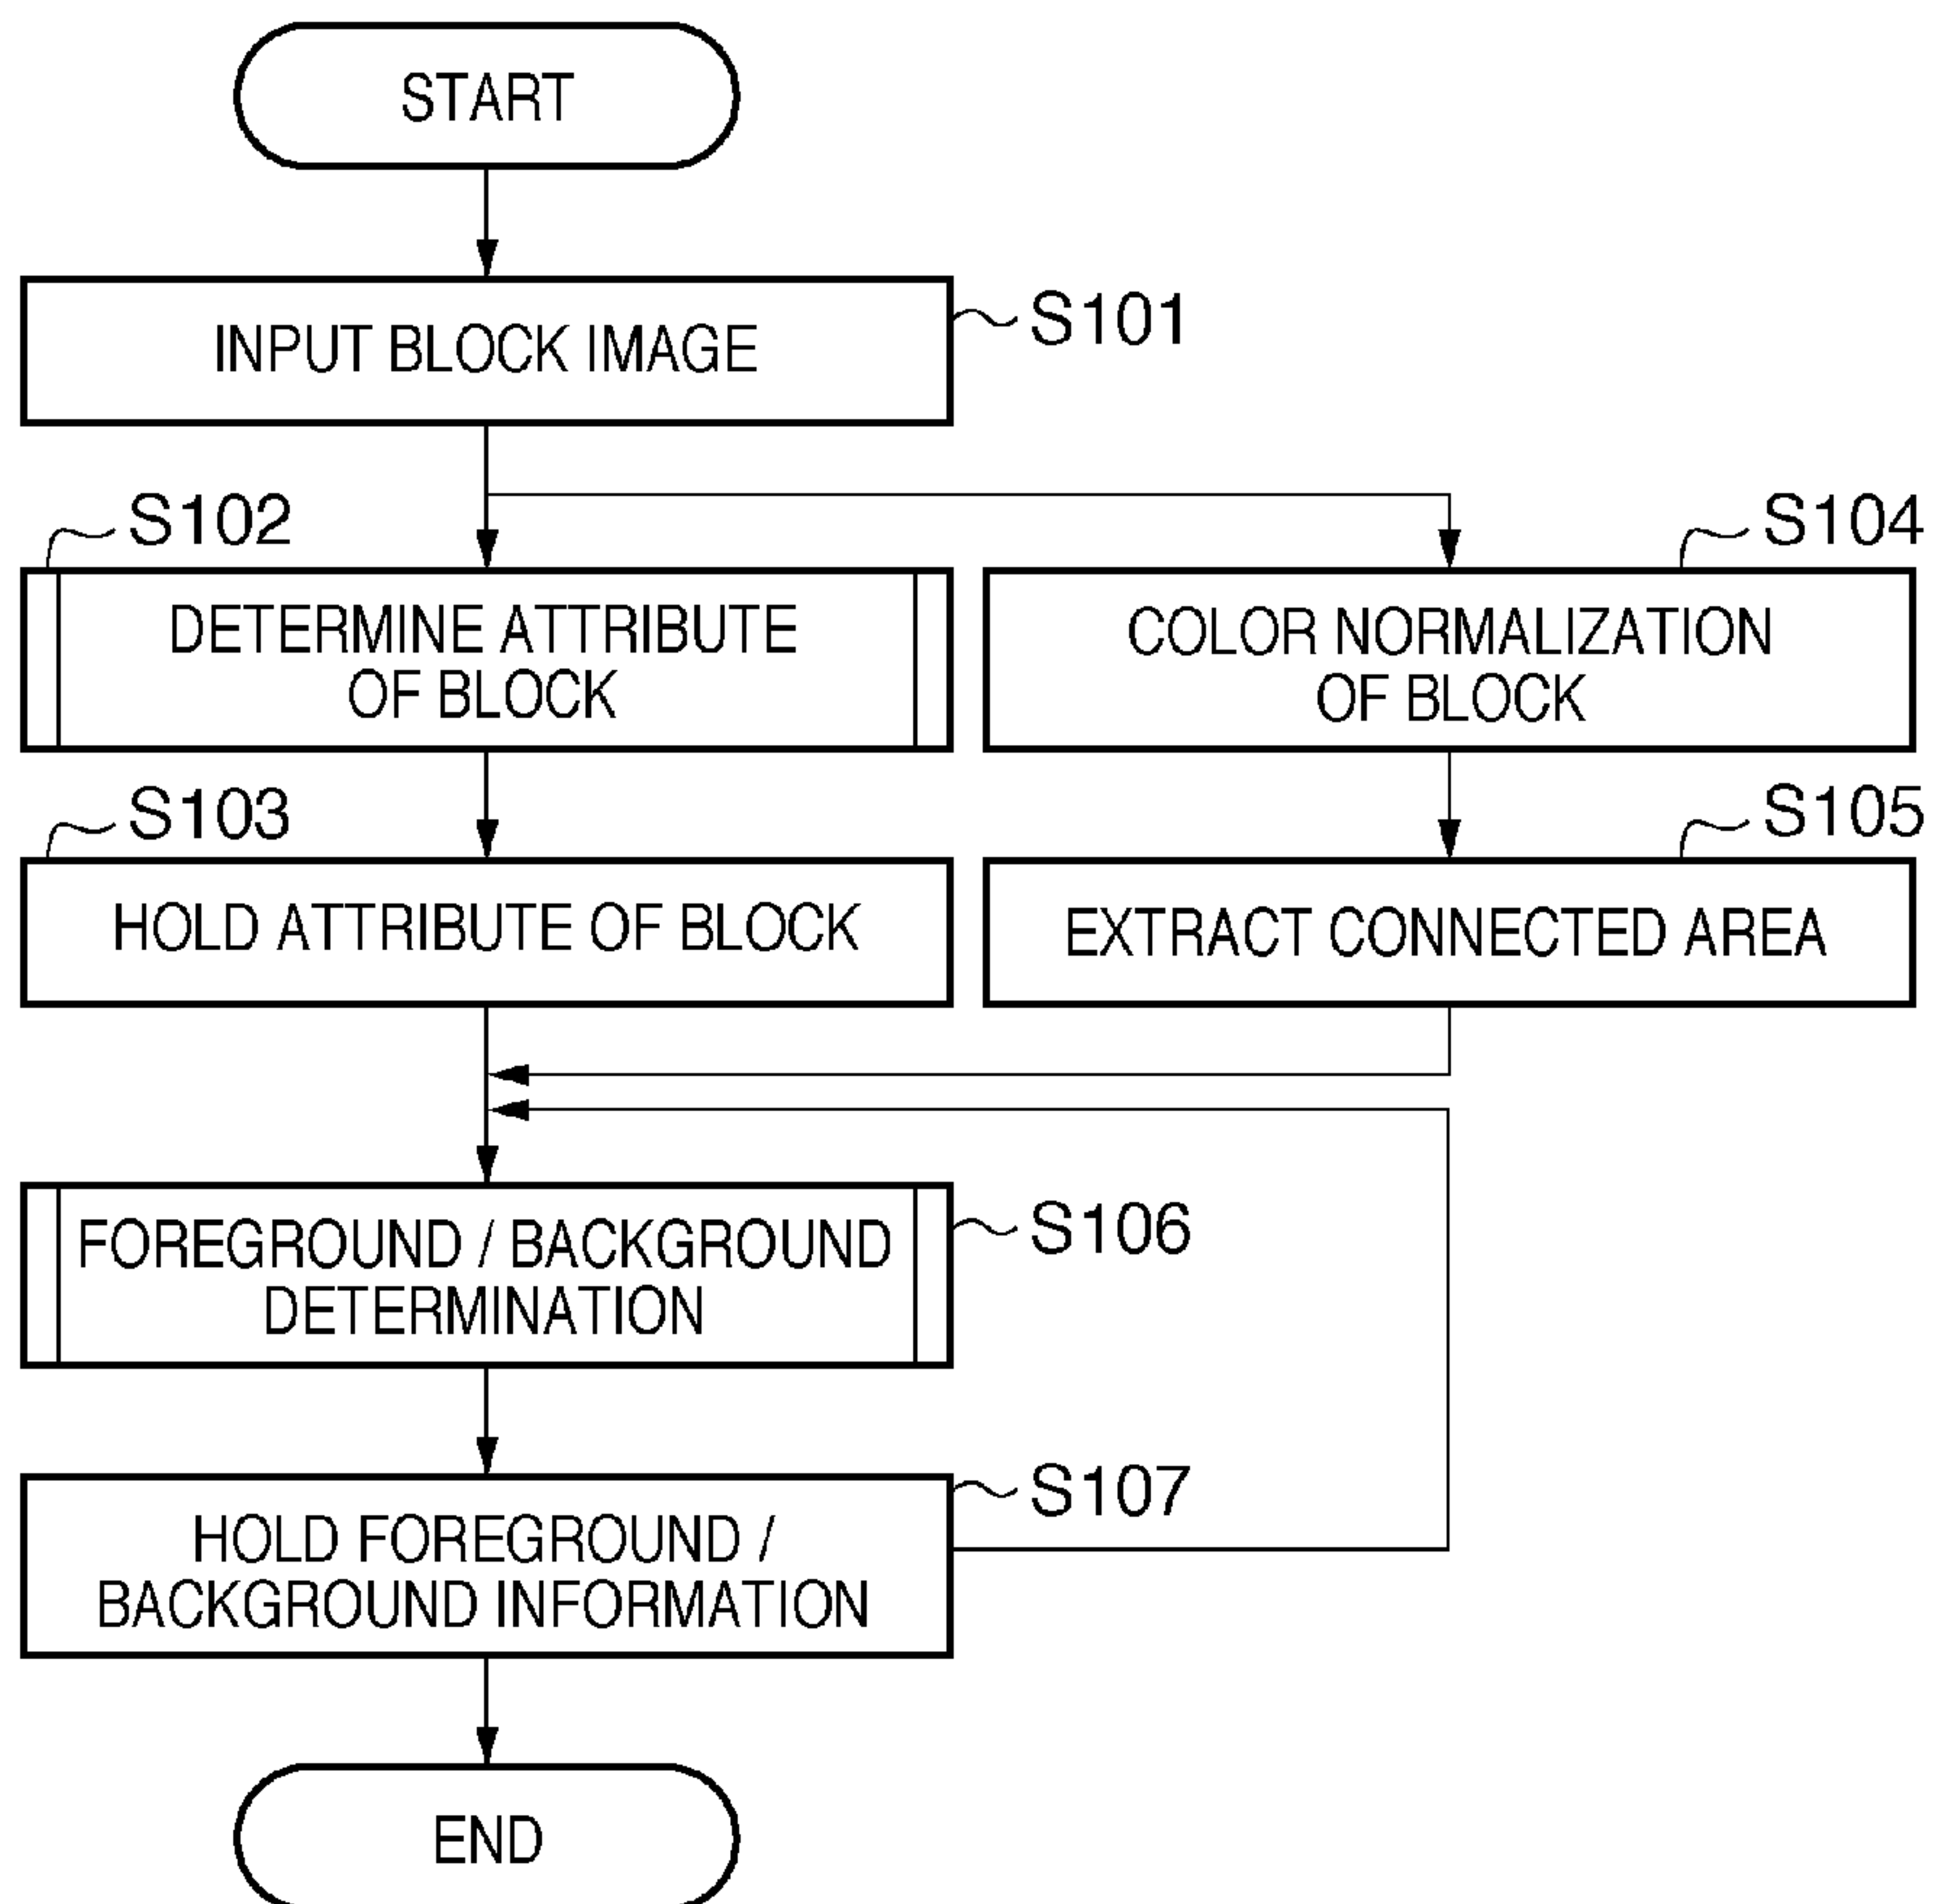 START
INPUT BLOCK IMAGE
S101
S102
DETERMINE ATTRIBUTE
OF BLOCK
S104
COLOR NORMALIZATION
OF BLOCK
S103
HOLD ATTRIBUTE OF BLOCK
S105
EXTRACT CONNECTED AREA
FOREGROUND / BACKGROUND
DETERMINATION
S106
HOLD FOREGROUND /
BACKGROUND INFORMATION
S107
END